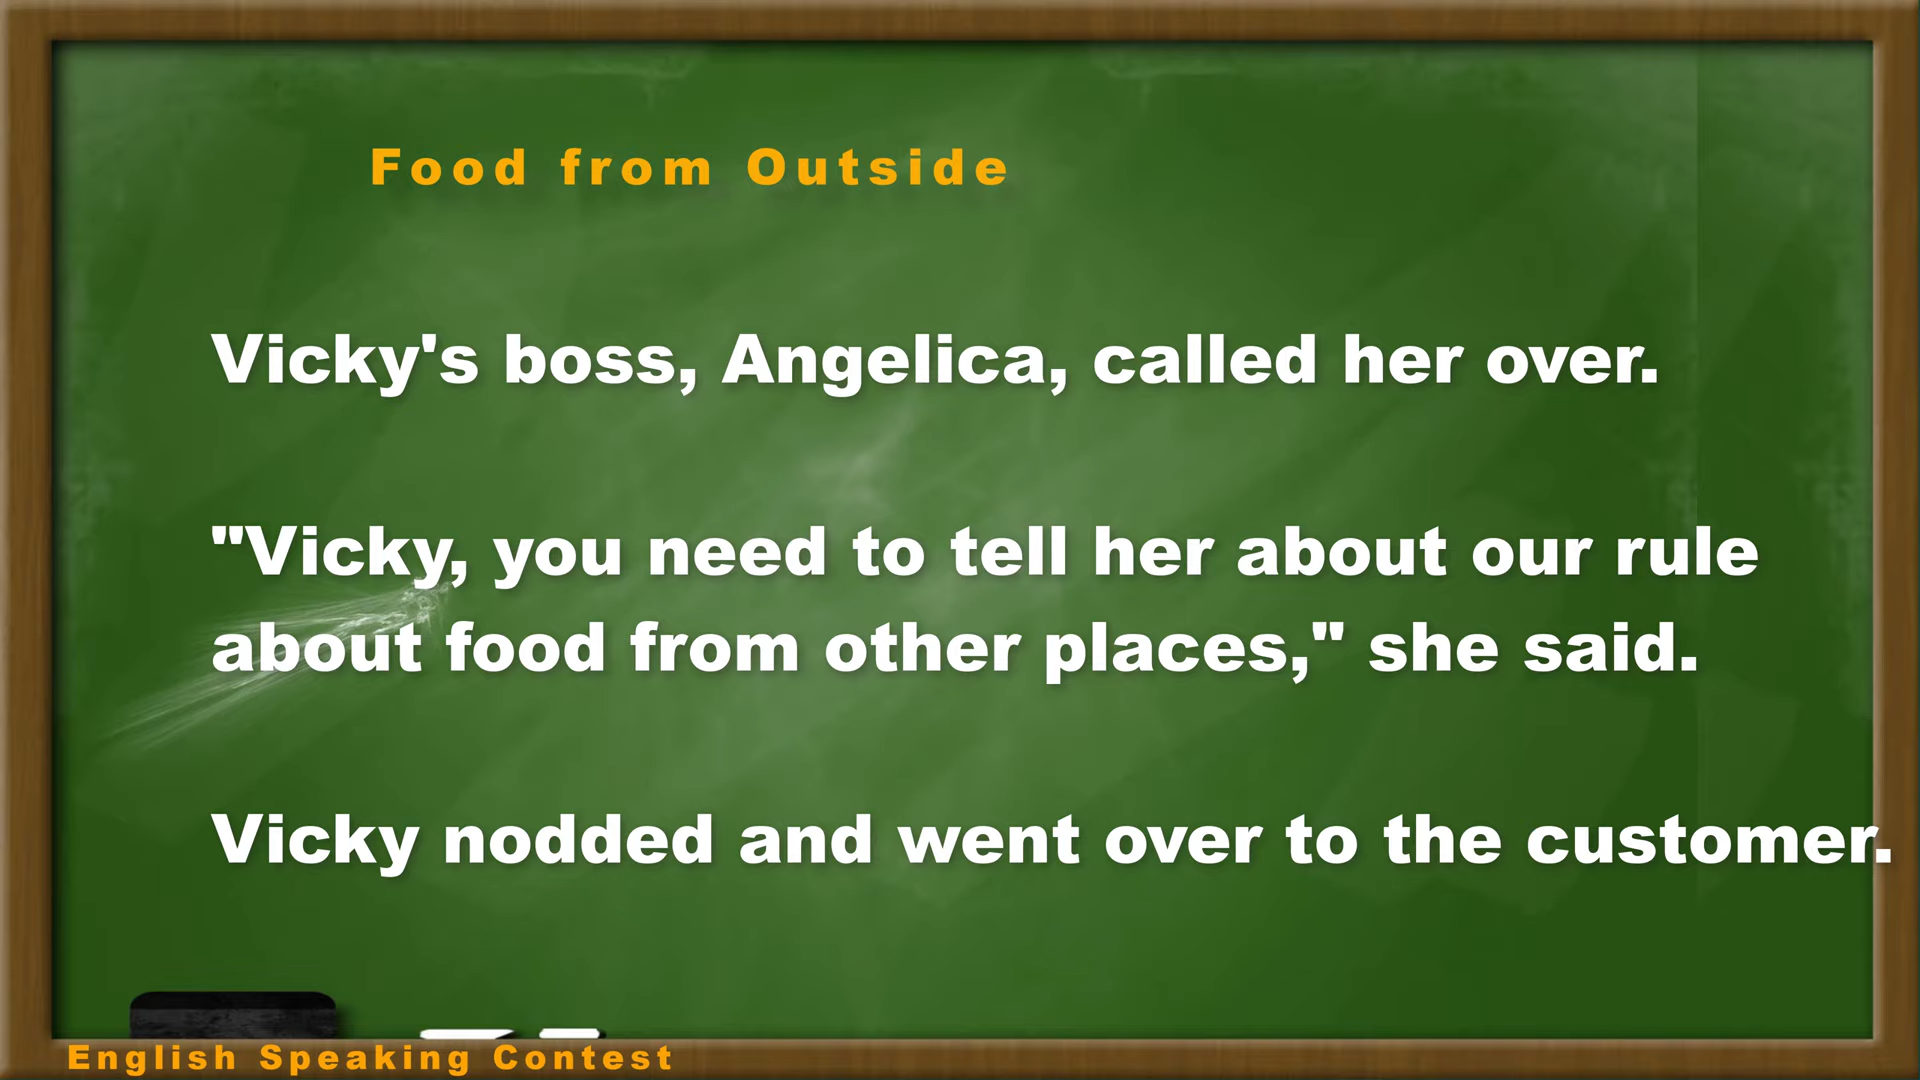 Food from Outside
Vicky's boss, Angelica, called her over.
"Vicky, you need to tell her about our rule
about food from other places," she said.
Vicky nodded and went over to the customer.
English Speaking Contest